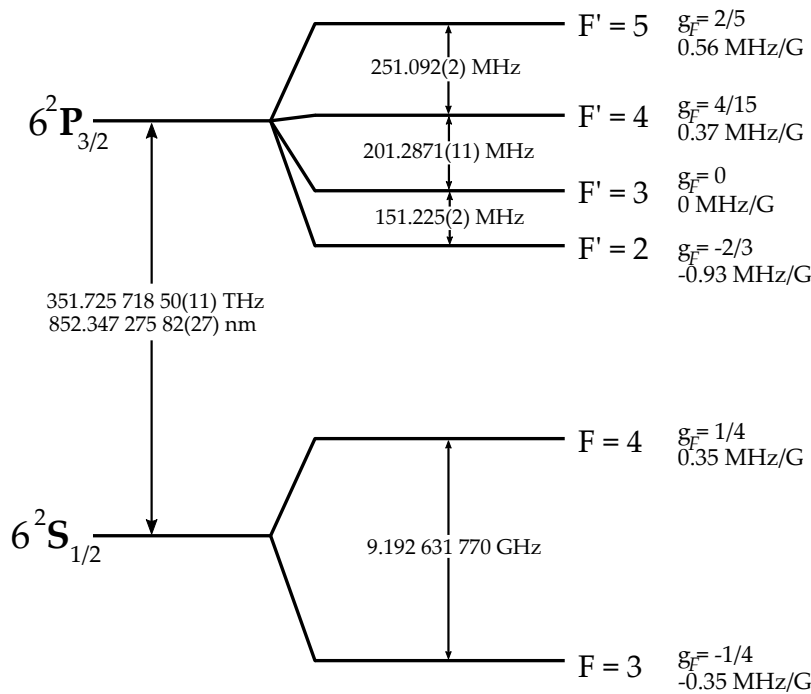 F' = 5
g_F = 2/5
0.56 MHz/G
251.092(2) MHz
6²P₃/₂
F' = 4
g_F = 4/15
0.37 MHz/G
201.2871(11) MHz
F' = 3
g_F = 0
0 MHz/G
151.225(2) MHz
F' = 2
g_F = -2/3
-0.93 MHz/G
351.725 718 50(11) THz
852.347 275 82(27) nm
F = 4
g_F = 1/4
0.35 MHz/G
6²S₁/₂
9.192 631 770 GHz
F = 3
g_F = -1/4
-0.35 MHz/G